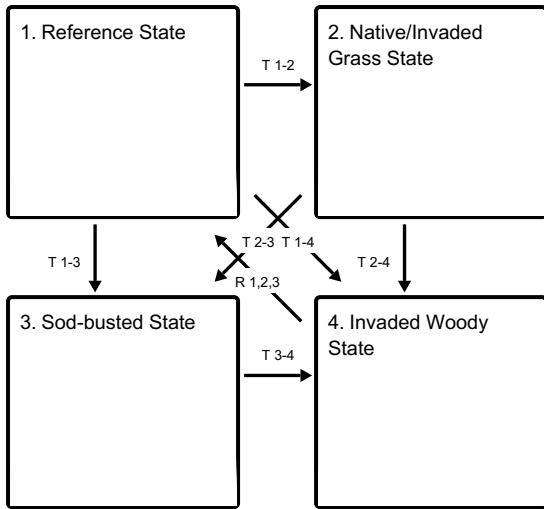 1. Reference State
2. Native/Invaded
Grass State
T 1-2
T 2-3 T 1-4
T 1-3
T 2-4
R 1,2,3
3. Sod-busted State
4. Invaded Woody
State
T 3-4